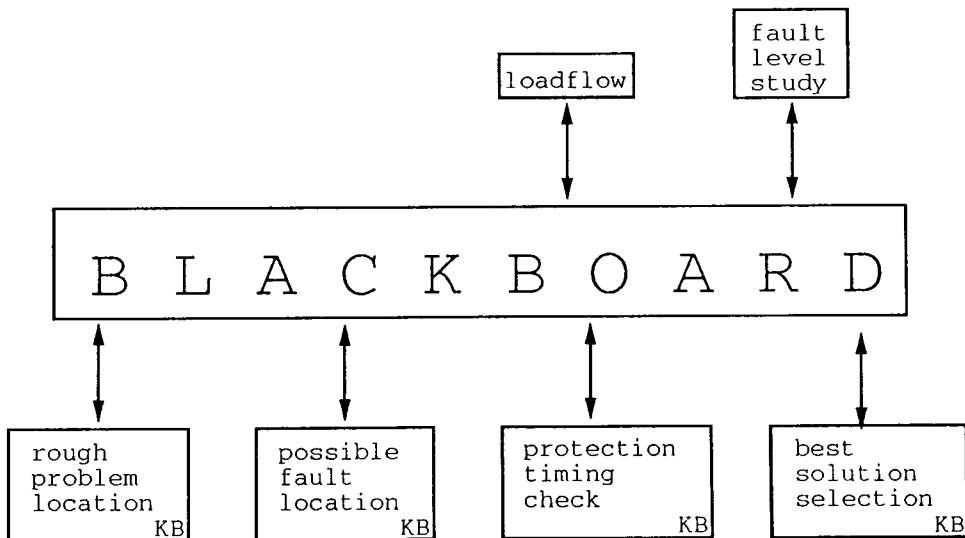 loadflow
fault
level
study
BLACKBOARD
rough
problem
location
KB
possible
fault
location
KB
protection
timing
check
KB
best
solution
selection
KB